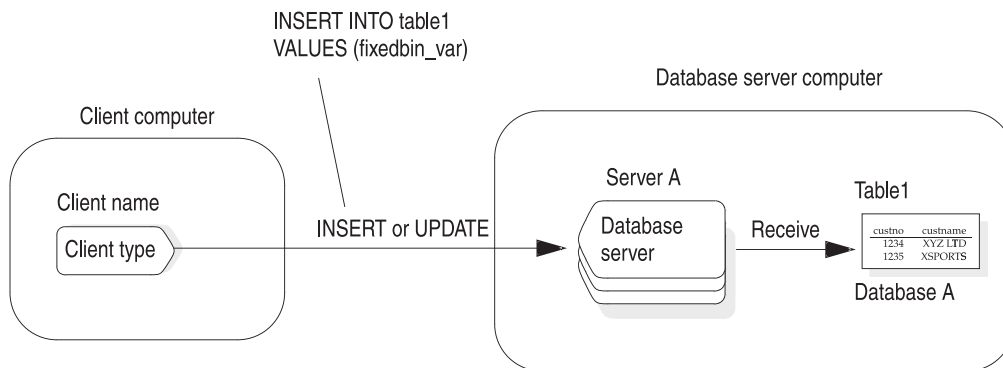 INSERT INTO table1
VALUES (fixedbin_var)
Database server computer
Client computer
Client name
Client type
INSERT or UPDATE
Server A
Database
server
Receive
Table1
custno custname
1234 XYZ LTD
1235 XSPORTS
Database A